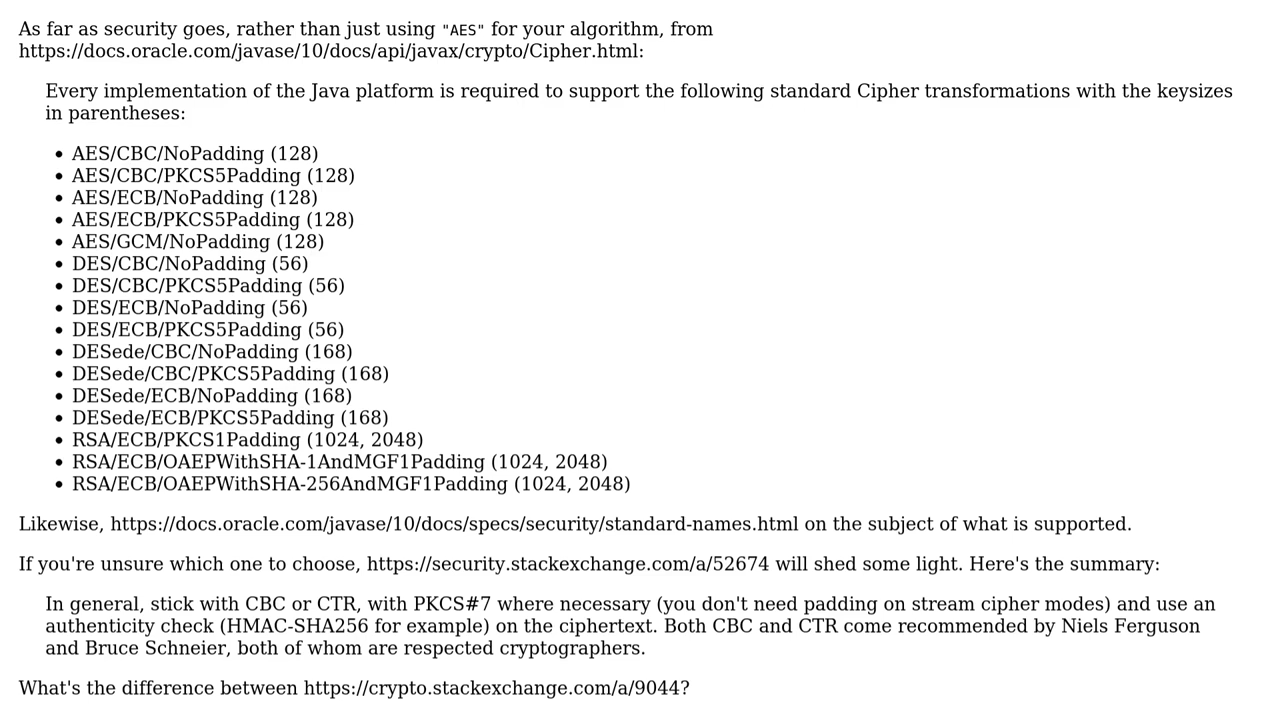 As far as security goes, rather than just using "AES" for your algorithm, from
https://docs.oracle.com/javase/10/docs/api/javax/crypto/Cipher.html:
Every implementation of the Java platform is required to support the following standard Cipher transformations with the keysizes
in parentheses:
• AES/CBC/NoPadding (128)
• AES/CBC/PKCS5Padding (128)
• AES/ECB/NoPadding (128)
• AES/ECB/PKCS5Padding (128)
• AES/GCM/NoPadding (128)
• DES/CBC/NoPadding (56)
• DES/CBC/PKCS5Padding (56)
• DES/ECB/NoPadding (56)
• DES/ECB/PKCS5Padding (56)
• DESede/CBC/NoPadding (168)
• DESede/CBC/PKCS5Padding (168)
• DESede/ECB/NoPadding (168)
• DESede/ECB/PKCS5Padding (168)
• RSA/ECB/PKCS1Padding (1024, 2048)
• RSA/ECB/OAEPWithSHA-1AndMGF1Padding (1024, 2048)
• RSA/ECB/OAEPWithSHA-256AndMGF1Padding (1024, 2048)
Likewise, https://docs.oracle.com/javase/10/docs/specs/security/standard-names.html on the subject of what is supported.
If you're unsure which one to choose, https://security.stackexchange.com/a/52674 will shed some light. Here's the summary:
In general, stick with CBC or CTR, with PKCS#7 where necessary (you don't need padding on stream cipher modes) and use an
authenticity check (HMAC-SHA256 for example) on the ciphertext. Both CBC and CTR come recommended by Niels Ferguson
and Bruce Schneier, both of whom are respected cryptographers.
What's the difference between https://crypto.stackexchange.com/a/9044?